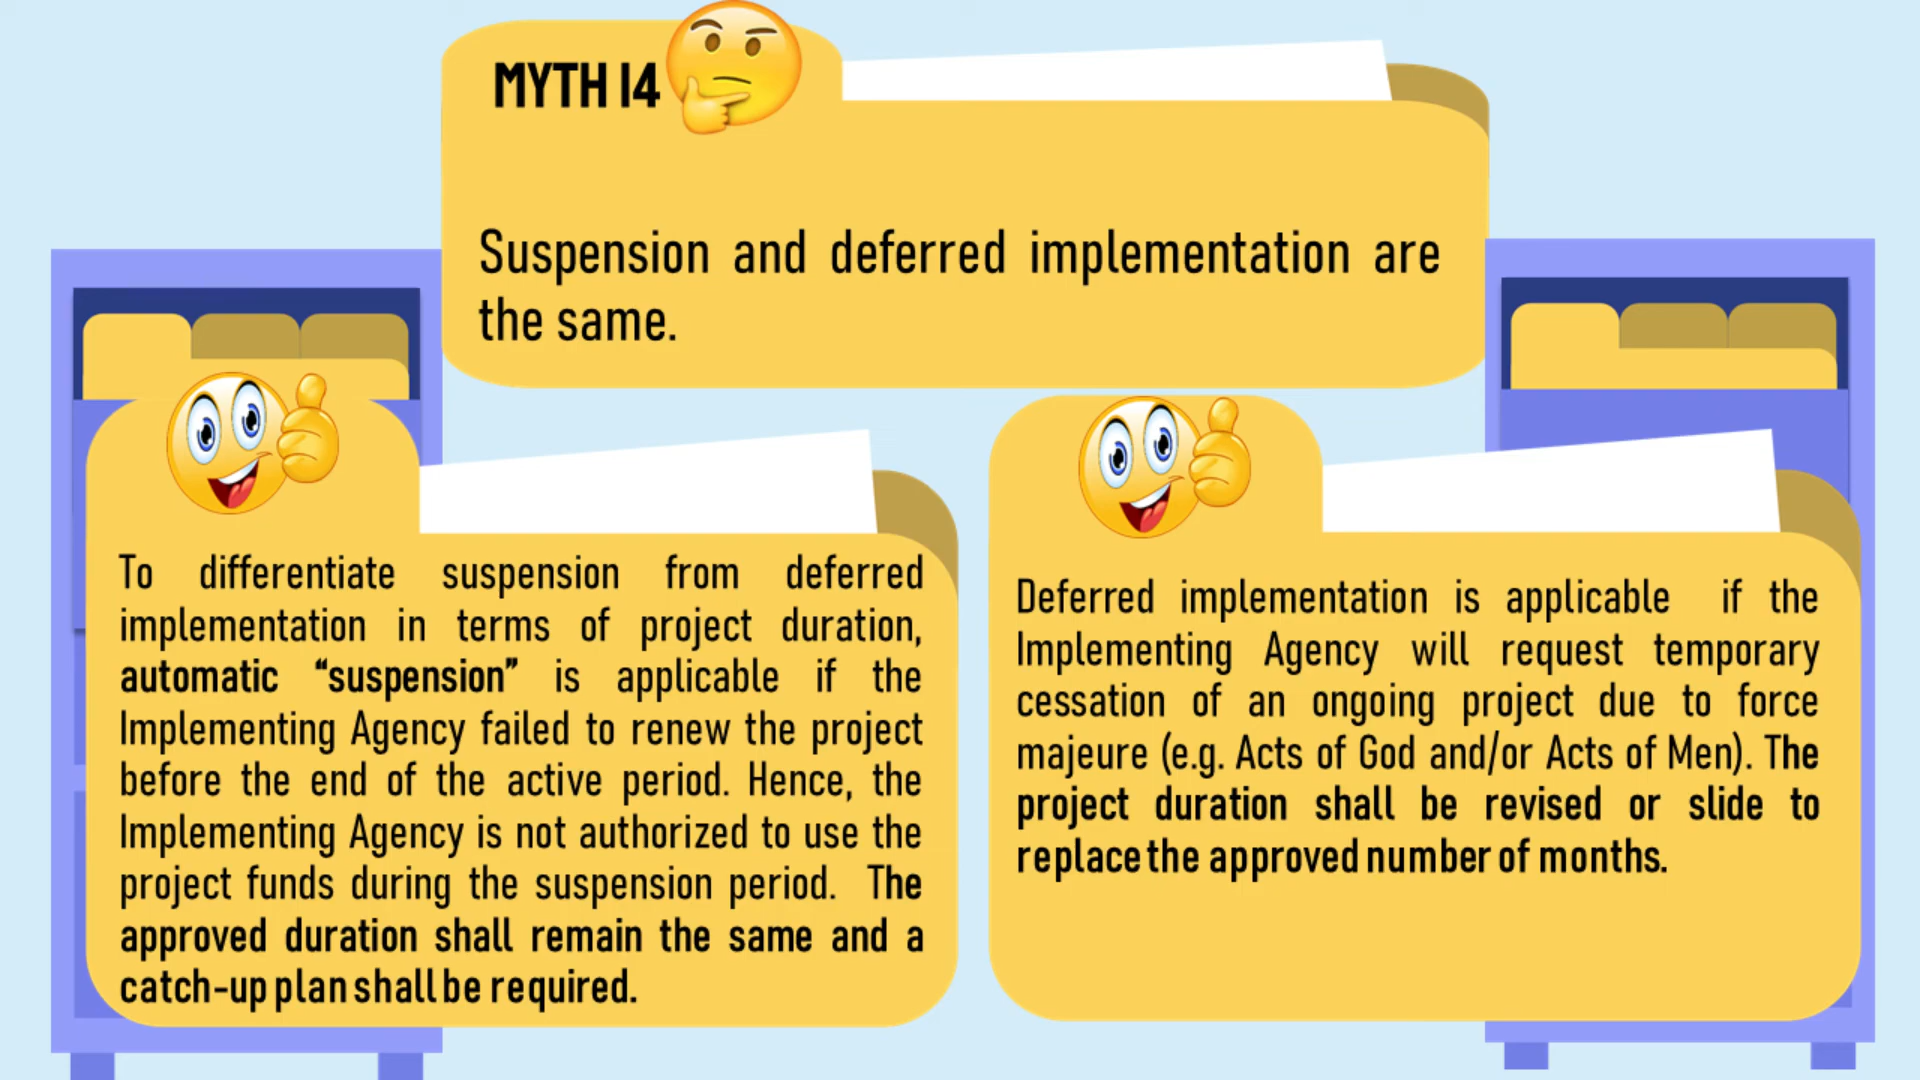 MYTH 14
Suspension and deferred implementation are
the same.
To differentiate suspension from deferred
implementation in terms of project duration,
automatic “suspension” is applicable if the
Implementing Agency failed to renew the project
before the end of the active period. Hence, the
Implementing Agency is not authorized to use the
project funds during the suspension period. The
approved duration shall remain the same and a
catch-up plan shall be required.
Deferred implementation is applicable if the
Implementing Agency will request temporary
cessation of an ongoing project due to force
majeure (e.g. Acts of God and/or Acts of Men). The
project duration shall be revised or slide to
replace the approved number of months.